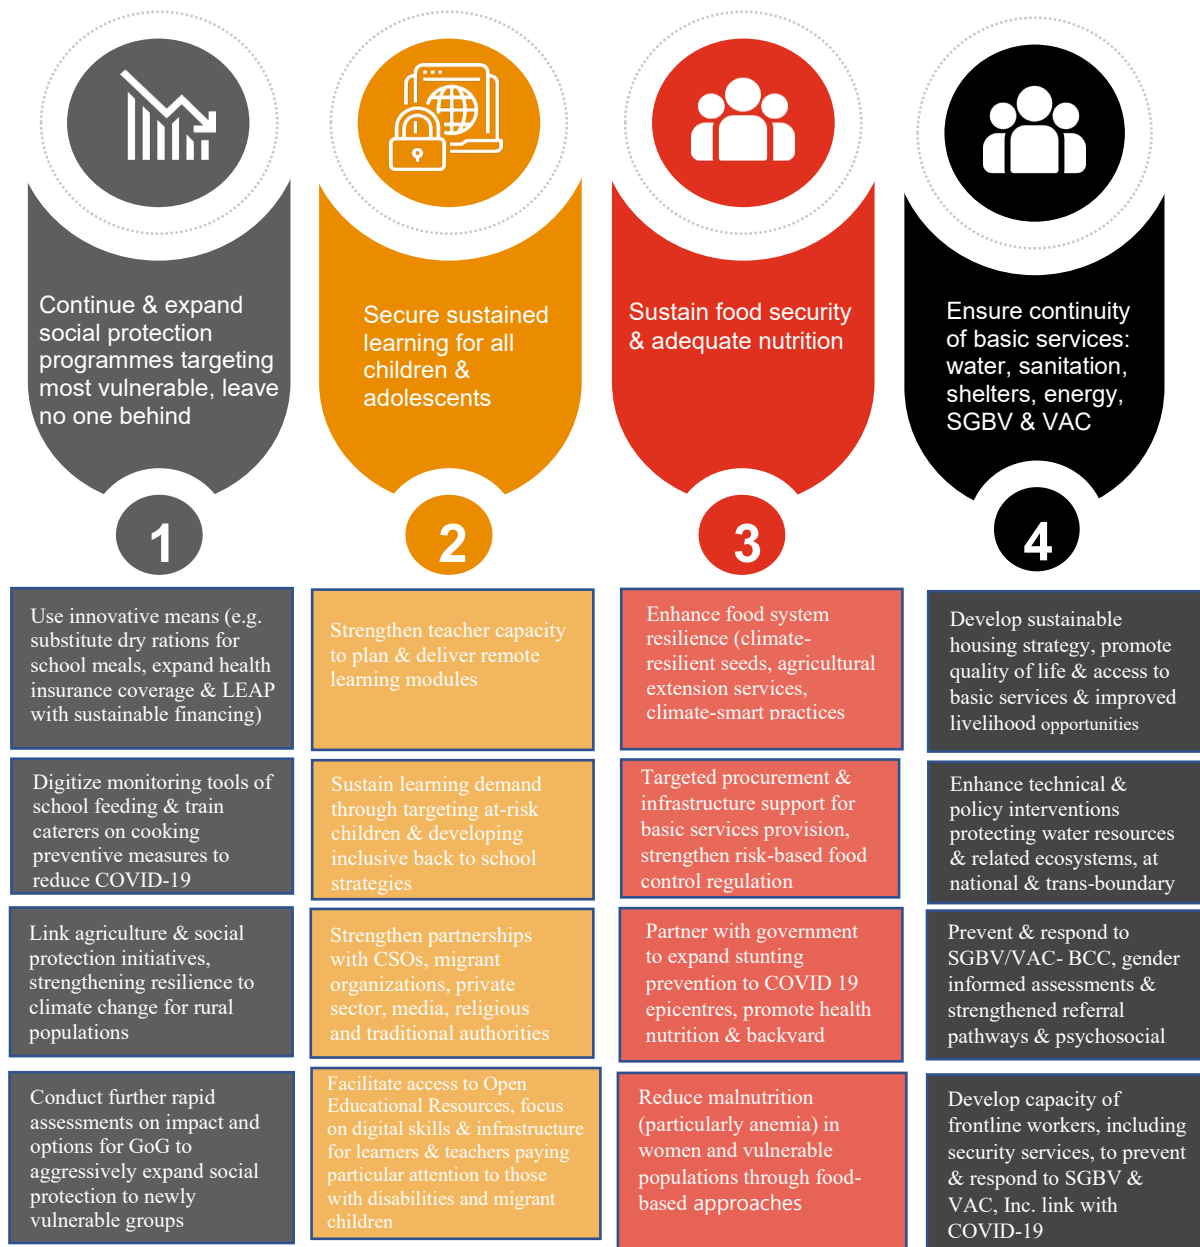 Continue & expand
social protection
programmes targeting
most vulnerable, leave
no one behind
1
Use innovative means (e.g.
substitute dry rations for
school meals, expand health
insurance coverage & LEAP
with sustainable financing)
Digitize monitoring tools of
school feeding & train
caterers on cooking
preventive measures to
reduce COVID-19
Link agriculture & social
protection initiatives,
strengthening resilience to
climate change for rural
populations
Conduct further rapid
assessments on impact and
options for GoG to
aggressively expand social
protection to newly
vulnerable groups
Secure sustained
learning for all
children &
adolescents
2
Strengthen teacher capacity
to plan & deliver remote
learning modules
Sustain learning demand
through targeting at-risk
children & developing
inclusive back to school
strategies
Strengthen partnerships
with CSOs, migrant
organizations, private
sector, media, religious
and traditional authorities
Facilitate access to Open
Educational Resources, focus
on digital skills & infrastructure
for learners & teachers paying
particular attention to those
with disabilities and migrant
children
Sustain food security
& adequate nutrition
3
Enhance food system
resilience (climate-
resilient seeds, agricultural
extension services,
climate-smart practices
Targeted procurement &
infrastructure support for
basic services provision,
strengthen risk-based food
control regulation
Partner with government
to expand stunting
prevention to COVID 19
epicentres, promote health
nutrition & backyard
Reduce malnutrition
(particularly anemia) in
women and vulnerable
populations through food-
based approaches
Ensure continuity
of basic services:
water, sanitation,
shelters, energy,
SGBV & VAC
4
Develop sustainable
housing strategy, promote
quality of life & access to
basic services & improved
livelihood opportunities
Enhance technical &
policy interventions
protecting water resources
& related ecosystems, at
national & trans-boundary
Prevent & respond to
SGBV/VAC- BCC, gender
informed assessments &
strengthened referral
pathways & psychosocial
Develop capacity of
frontline workers, including
security services, to prevent
& respond to SGBV &
VAC, Inc. link with
COVID-19